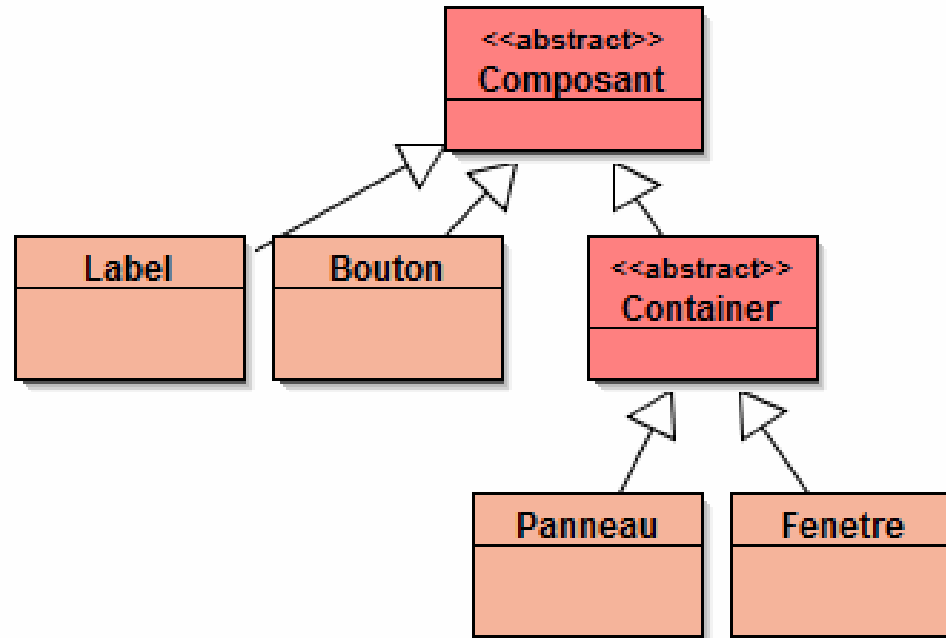 <<abstract>>
Composant
Label
Bouton
<<abstract>>
Container
Panneau
Fenetre